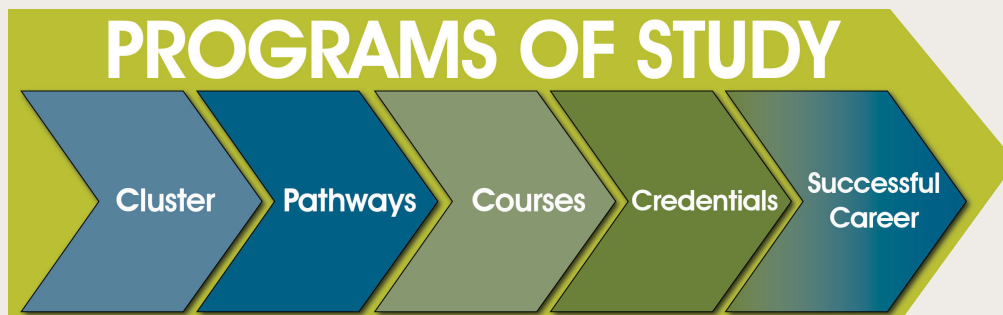 PROGRAMS OF STUDY
Cluster
Pathways
Courses
Credentials
Successful
Career